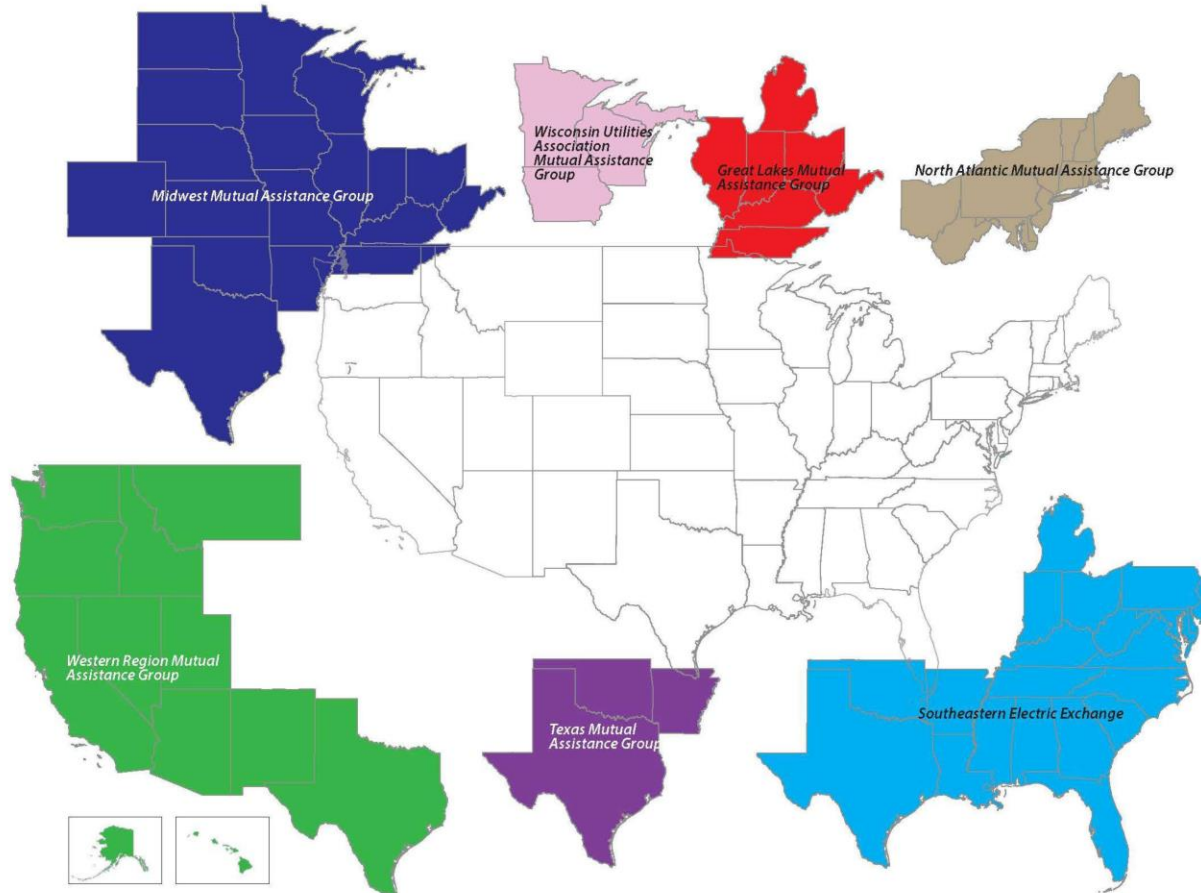 Wisconsin Utilities
Association
Mutual Assistance
Group
Great Lakes Mutual
Assistance Group
North Atlantic Mutual Assistance Group
Midwest Mutual Assistance Group
Western Region Mutual
Assistance Group
Texas Mutual
Assistance Group
Southeastern Electric Exchange